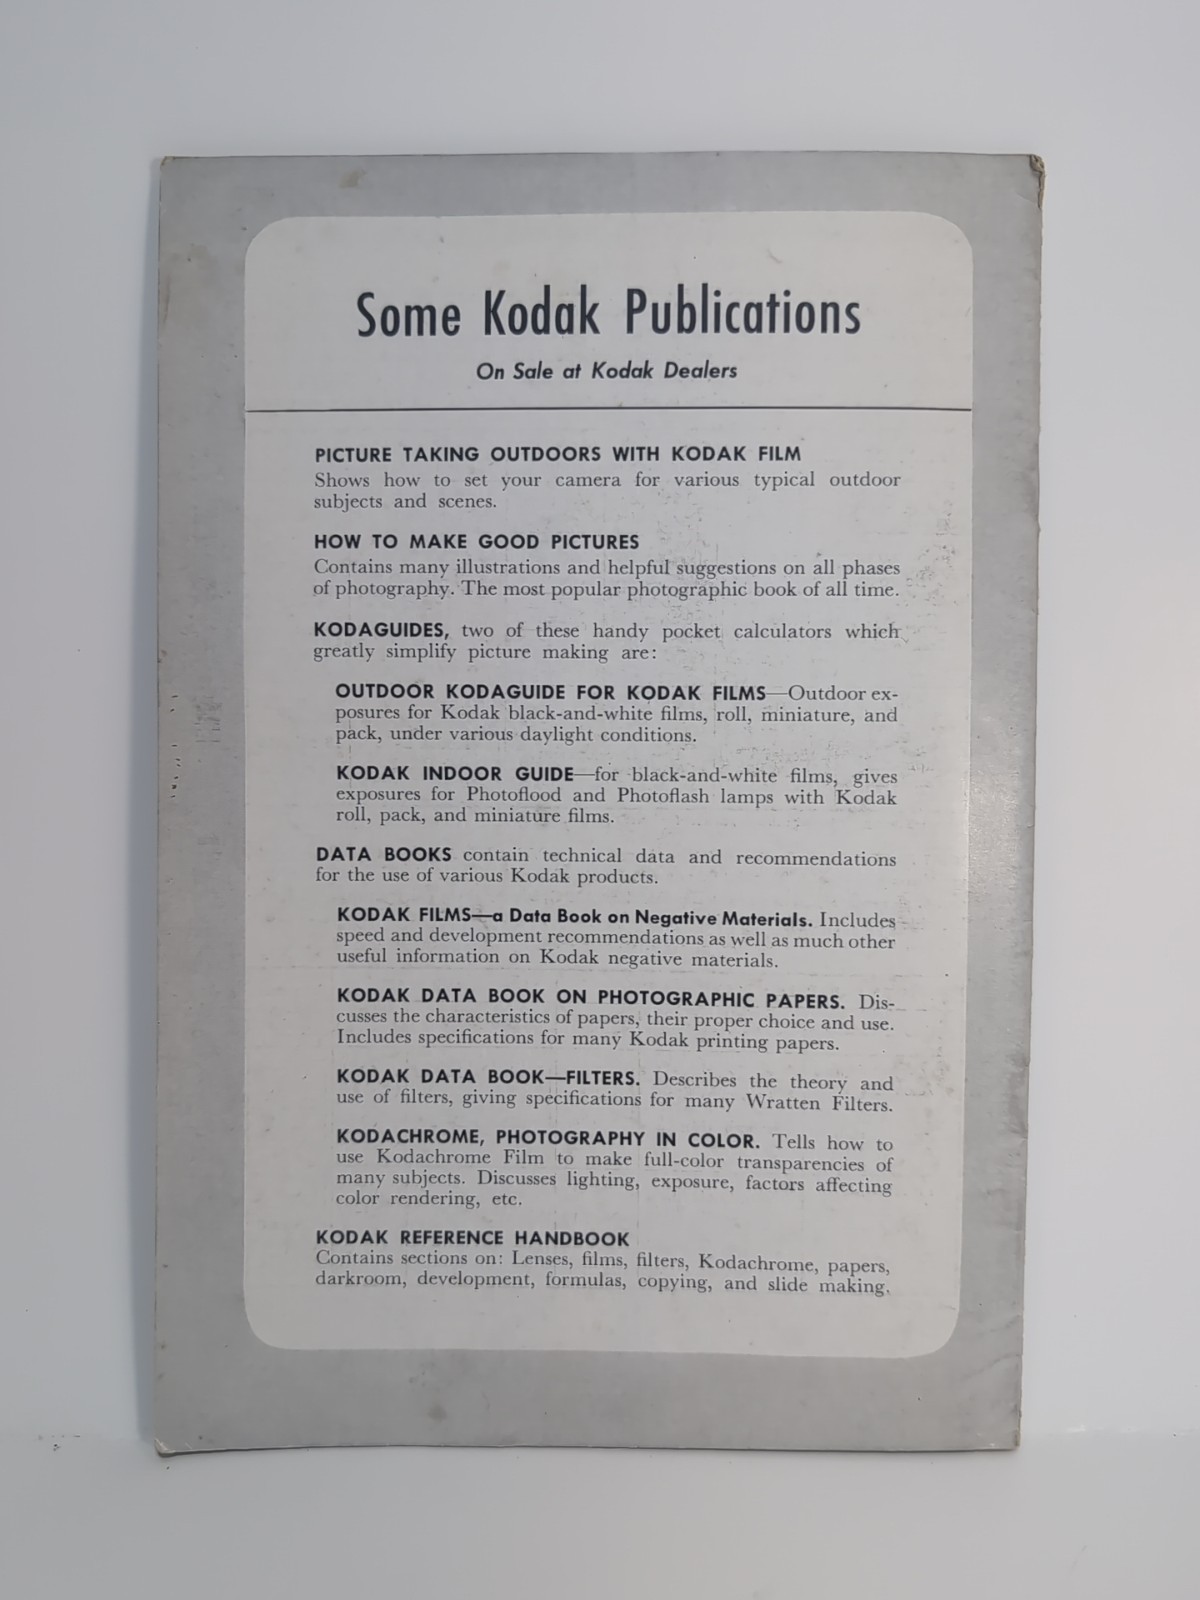 Some Kodak Publications
On Sale at Kodak Dealers
PICTURE TAKING OUTDOORS WITH KODAK FILM
Shows how to set your camera for various typical outdoor
subjects and scenes.
HOW TO MAKE GOOD PICTURES
Contains many illustrations and helpful suggestions on all phases
of photography. The most popular photographic book of all time.
KODAGUIDES, two of these handy pocket calculators which
greatly simplify picture making are:
OUTDOOR KODAGUIDE FOR KODAK FILMS—Outdoor ex-
posures for Kodak black-and-white films, roll, miniature, and
pack, under various daylight conditions.
KODAK INDOOR GUIDE—for black-and-white films, gives
exposures for Photoflood and Photoflash lamps with Kodak
roll, pack, and miniature films.
DATA BOOKS contain technical data and recommendations
for the use of various Kodak products.
KODAK FILMS—a Data Book on Negative Materials. Includes
speed and development recommendations as well as much other
useful information on Kodak negative materials.
KODAK DATA BOOK ON PHOTOGRAPHIC PAPERS. Dis-
cusses the characteristics of papers, their proper choice and use.
Includes specifications for many Kodak printing papers.
KODAK DATA BOOK—FILTERS. Describes the theory and
use of filters, giving specifications for many Wratten Filters.
KODACHROME, PHOTOGRAPHY IN COLOR. Tells how to
use Kodachrome Film to make full-color transparencies of
many subjects. Discusses lighting, exposure, factors affecting
color rendering, etc.
KODAK REFERENCE HANDBOOK
Contains sections on: Lenses, films, filters, Kodachrome, papers,
darkroom, development, formulas, copying, and slide making.